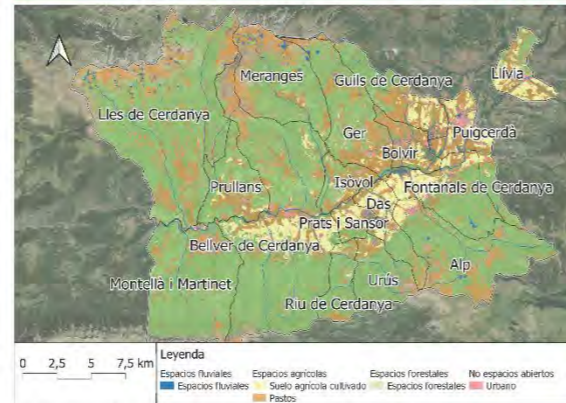 Meranges
Guils de Cerdanya
Llívia
Lles de Cerdanya
Ger
Puigcerdà
Bolvir
Prullans
Isòvol
Fontanals de Cerdanya
Das
Prats i Sansor
Bellver de Cerdanya
Alp
Montellà i Martinet
Urús
Riu de Cerdanya
0 2,5 5 7,5 km
Leyenda
Espacios fluviales Espacios agrícolas Espacios forestales No espacios abiertos
Espacios fluviales Suelo agrícola cultivado Espacios forestales Urbano
Pastos